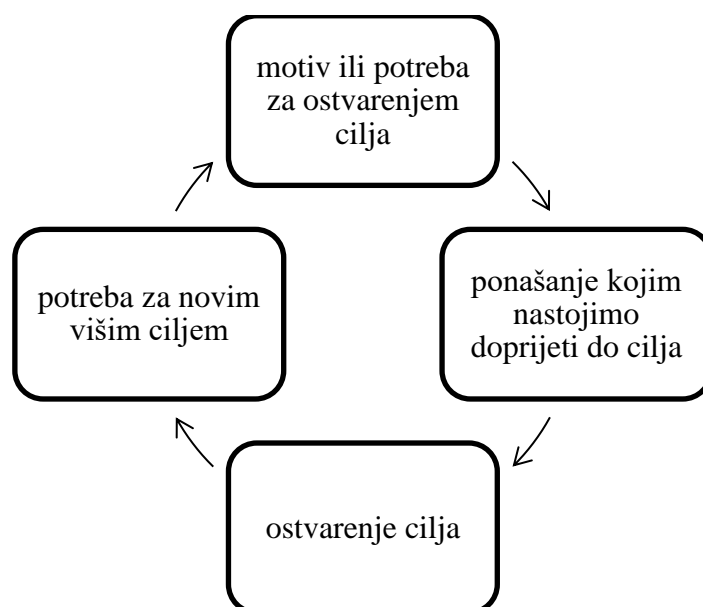 motiv ili potreba
za ostvarenjem
cilja
ponašanje kojim
nastojimo
doprijeti do cilja
ostvarenje cilja
potreba za novim
višim ciljem